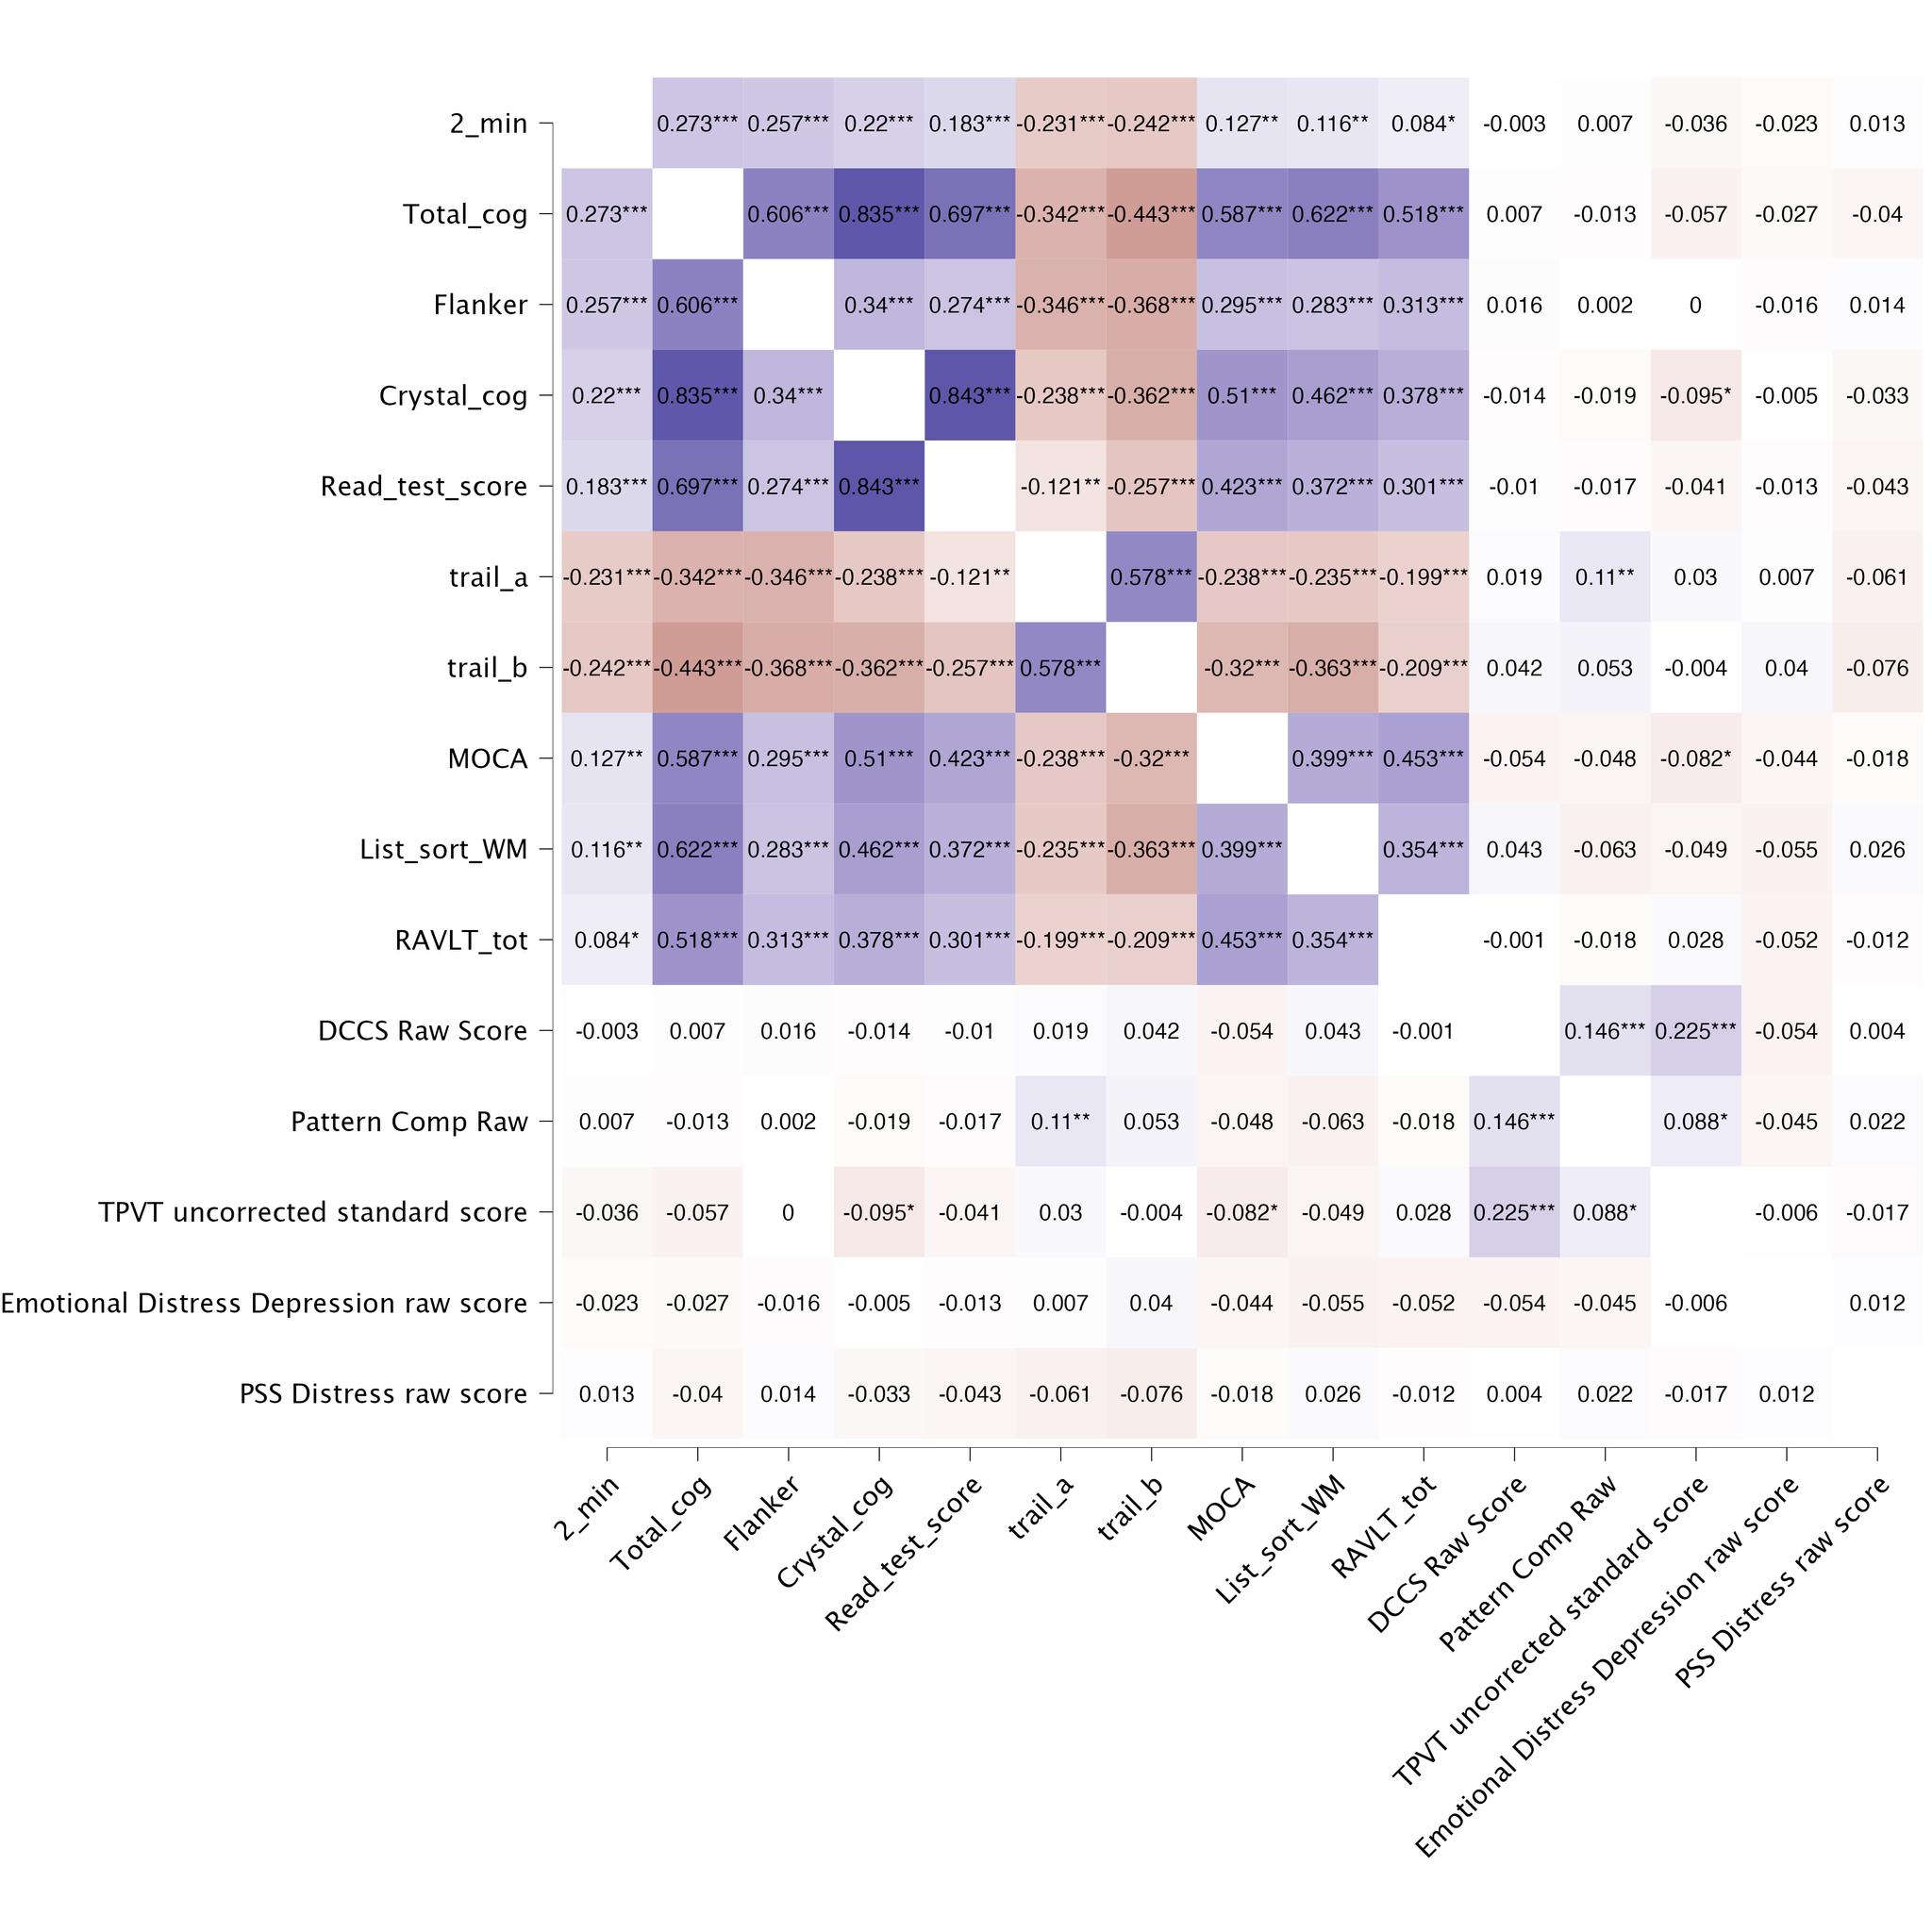 2_min 0.273*** 0.257*** 0.22*** 0.183*** -0.231*** -0.242*** 0.127** 0.116** 0.084* -0.003 0.007 -0.036 -0.023 0.013
Total_cog 0.273*** 0.606*** 0.835*** 0.697*** -0.342*** -0.443*** 0.587*** 0.622*** 0.518*** 0.007 -0.013 -0.057 -0.027 -0.04
Flanker 0.257*** 0.606*** 0.34*** 0.274*** -0.346*** -0.368*** 0.295*** 0.283*** 0.313*** 0.016 0.002 0 -0.016 0.014
Crystal_cog 0.22*** 0.835*** 0.34*** 0.843*** -0.238*** -0.362*** 0.51*** 0.462*** 0.378*** -0.014 -0.019 -0.095* -0.005 -0.033
Read_test_score 0.183*** 0.697*** 0.274*** 0.843*** -0.121** -0.257*** 0.423*** 0.372*** 0.301*** -0.01 -0.017 -0.041 -0.013 -0.043
trail_a -0.231*** -0.342*** -0.346*** -0.238*** -0.121** 0.578*** -0.238*** -0.235*** -0.199*** 0.019 0.11** 0.03 0.007 -0.061
trail_b -0.242*** -0.443*** -0.368*** -0.362*** -0.257*** 0.578*** -0.32*** -0.363*** -0.209*** 0.042 0.053 -0.004 0.04 -0.076
MOCA 0.127** 0.587*** 0.295*** 0.51*** 0.423*** -0.238*** -0.32*** 0.399*** 0.453*** -0.054 -0.048 -0.082* -0.044 -0.018
List_sort_WM 0.116** 0.622*** 0.283*** 0.462*** 0.372*** -0.235*** -0.363*** 0.399*** 0.354*** 0.043 -0.063 -0.049 -0.055 0.026
RAVLT_tot 0.084* 0.518*** 0.313*** 0.378*** 0.301*** -0.199*** -0.209*** 0.453*** 0.354*** -0.001 -0.018 0.028 -0.052 -0.012
DCCS Raw Score -0.003 0.007 0.016 -0.014 -0.01 0.019 0.042 -0.054 0.043 -0.001 0.146*** 0.225*** -0.054 0.004
Pattern Comp Raw 0.007 -0.013 0.002 -0.019 -0.017 0.11** 0.053 -0.048 -0.063 -0.018 0.146*** 0.088* -0.045 0.022
TPVT uncorrected standard score -0.036 -0.057 0 -0.095* -0.041 0.03 -0.004 -0.082* -0.049 0.028 0.225*** 0.088* -0.006 -0.017
Emotional Distress Depression raw score -0.023 -0.027 -0.016 -0.005 -0.013 0.007 0.04 -0.044 -0.055 -0.052 -0.054 -0.045 -0.006 0.012
PSS Distress raw score 0.013 -0.04 0.014 -0.033 -0.043 -0.061 -0.076 -0.018 0.026 -0.012 0.004 0.022 -0.017 0.012
2_min
Total_cog
Flanker
Crystal_cog
Read_test_score
trail_a
trail_b
MOCA
List_sort_WM
RAVLT_tot
DCCS Raw Score
Pattern Comp Raw
TPVT uncorrected standard score
Emotional Distress Depression raw score
PSS Distress raw score